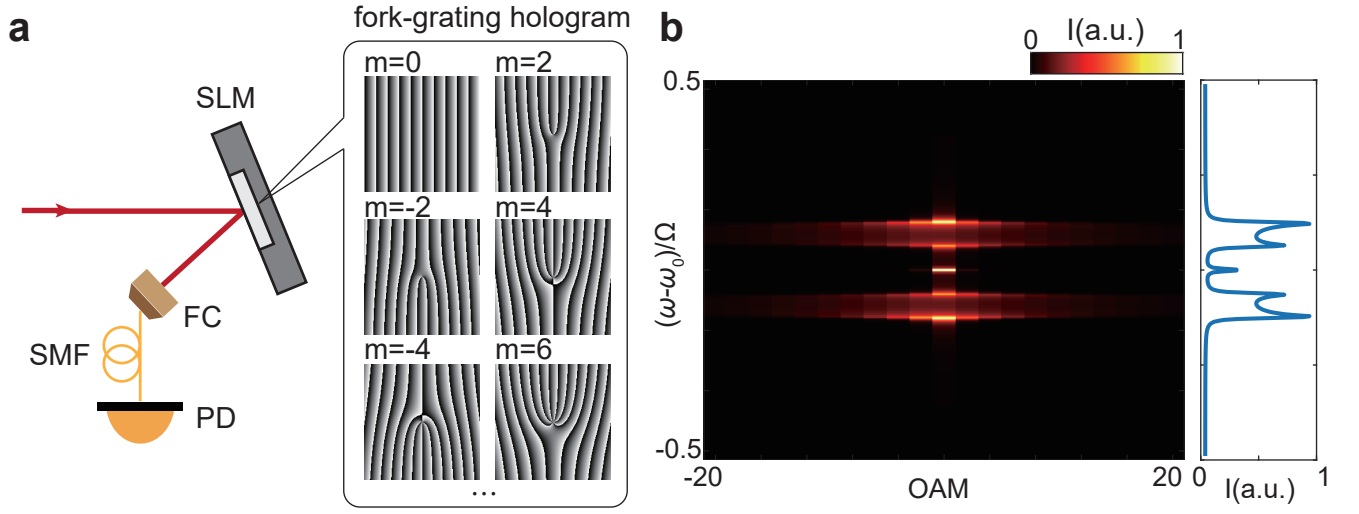 a
fork-grating hologram
SLM
m=0
m=2
m=-2
m=4
m=-4
m=6
...
FC
SMF
PD
b
I(a.u.)
0
1
0.5
(ω-ω₀)/Ω
-0.5
-20
OAM
20
0
I(a.u.)
1